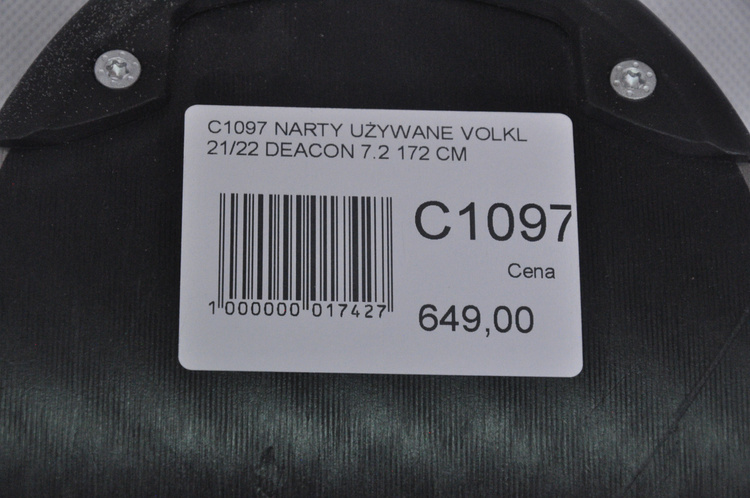 C1097 NARTY UŻYWANE VOLKL
21/22 DEACON 7.2 172 CM
C1097
Cena
1 000000 017427
649,00